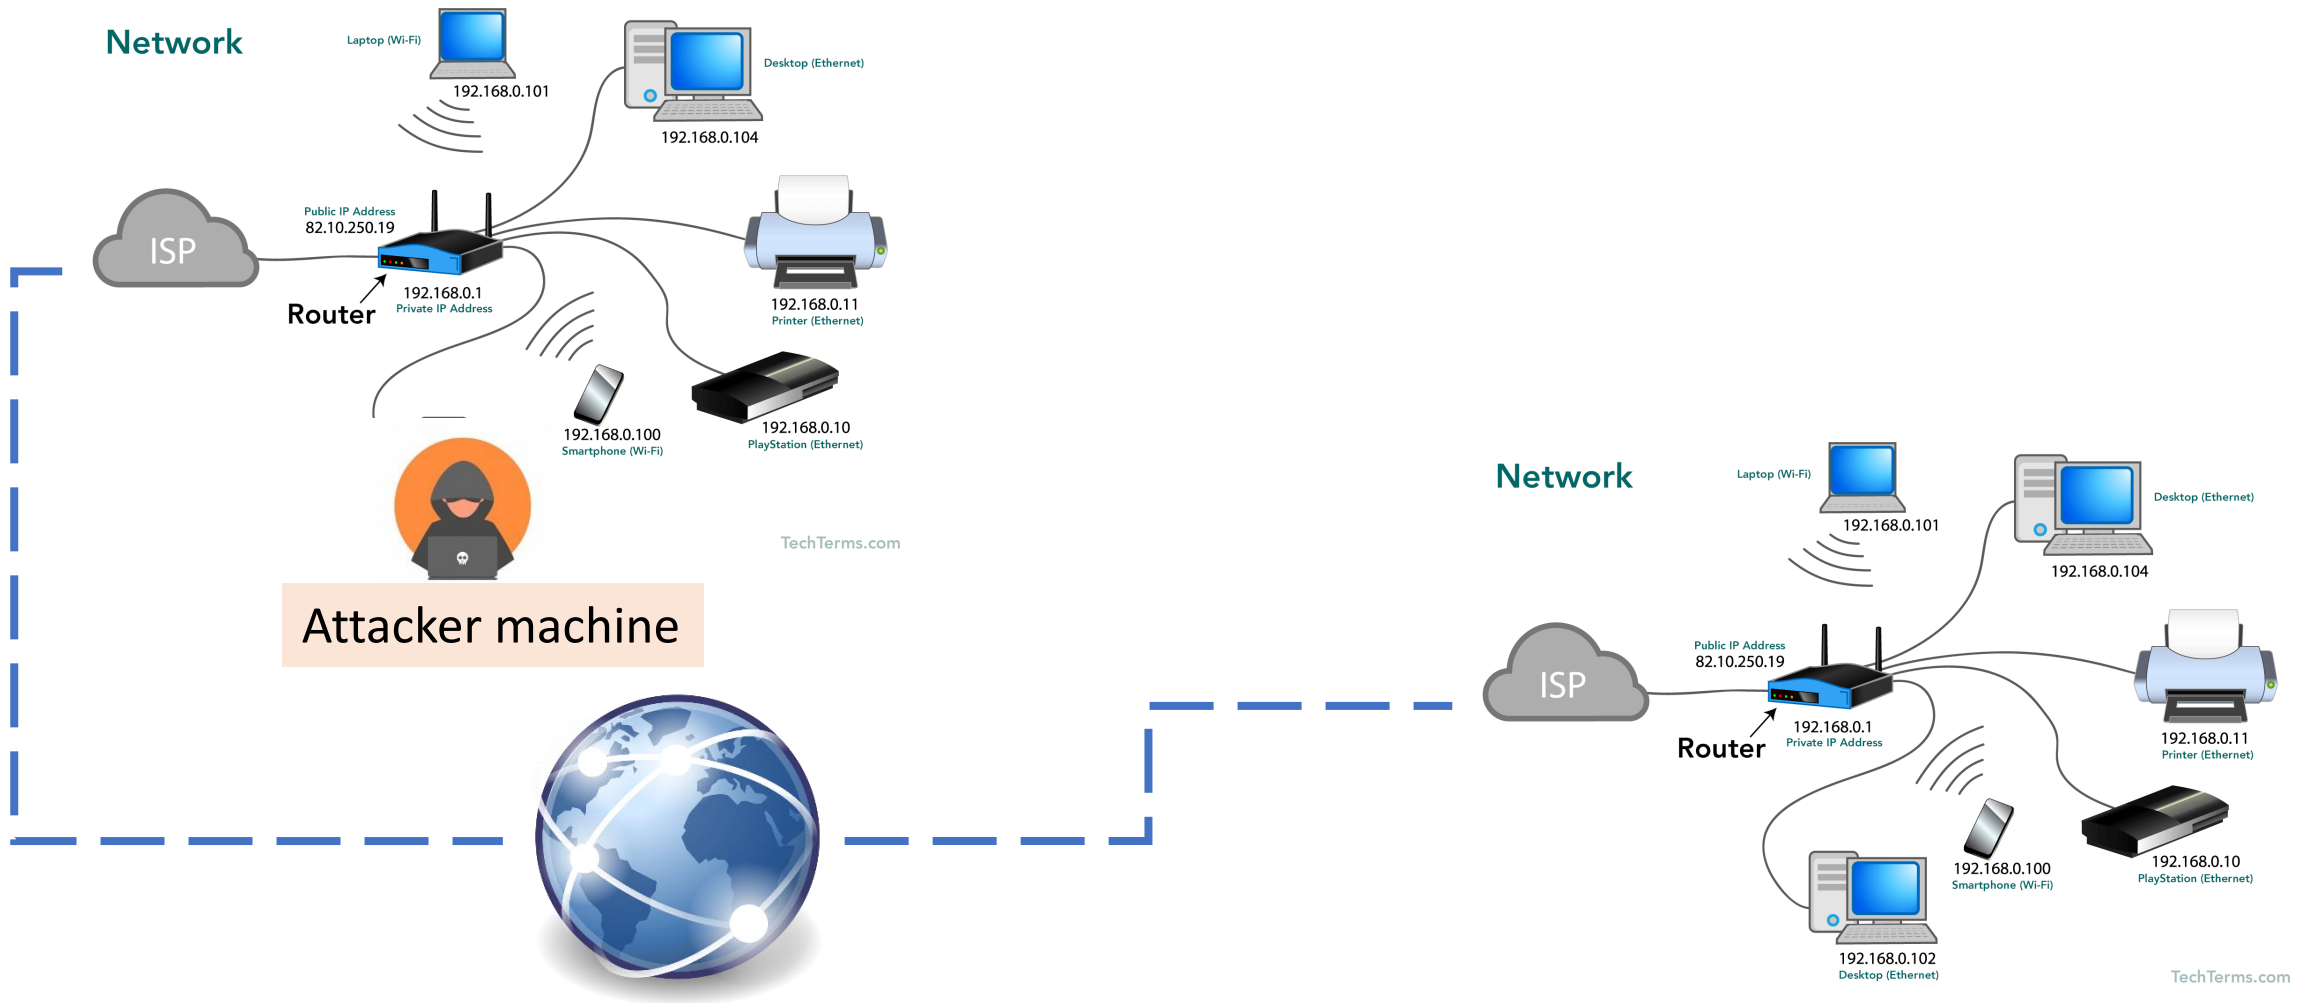 Network
Laptop (Wi-Fi)
192.168.0.101
Desktop (Ethernet)
192.168.0.104
Public IP Address
82.10.250.19
ISP
192.168.0.1
Private IP Address
Router
192.168.0.11
Printer (Ethernet)
192.168.0.10
PlayStation (Ethernet)
192.168.0.100
Smartphone (Wi-Fi)
TechTerms.com
Attacker machine
Network
Laptop (Wi-Fi)
192.168.0.101
Desktop (Ethernet)
192.168.0.104
Public IP Address
82.10.250.19
ISP
192.168.0.1
Private IP Address
Router
192.168.0.11
Printer (Ethernet)
192.168.0.10
PlayStation (Ethernet)
192.168.0.100
Smartphone (Wi-Fi)
192.168.0.102
Desktop (Ethernet)
TechTerms.com